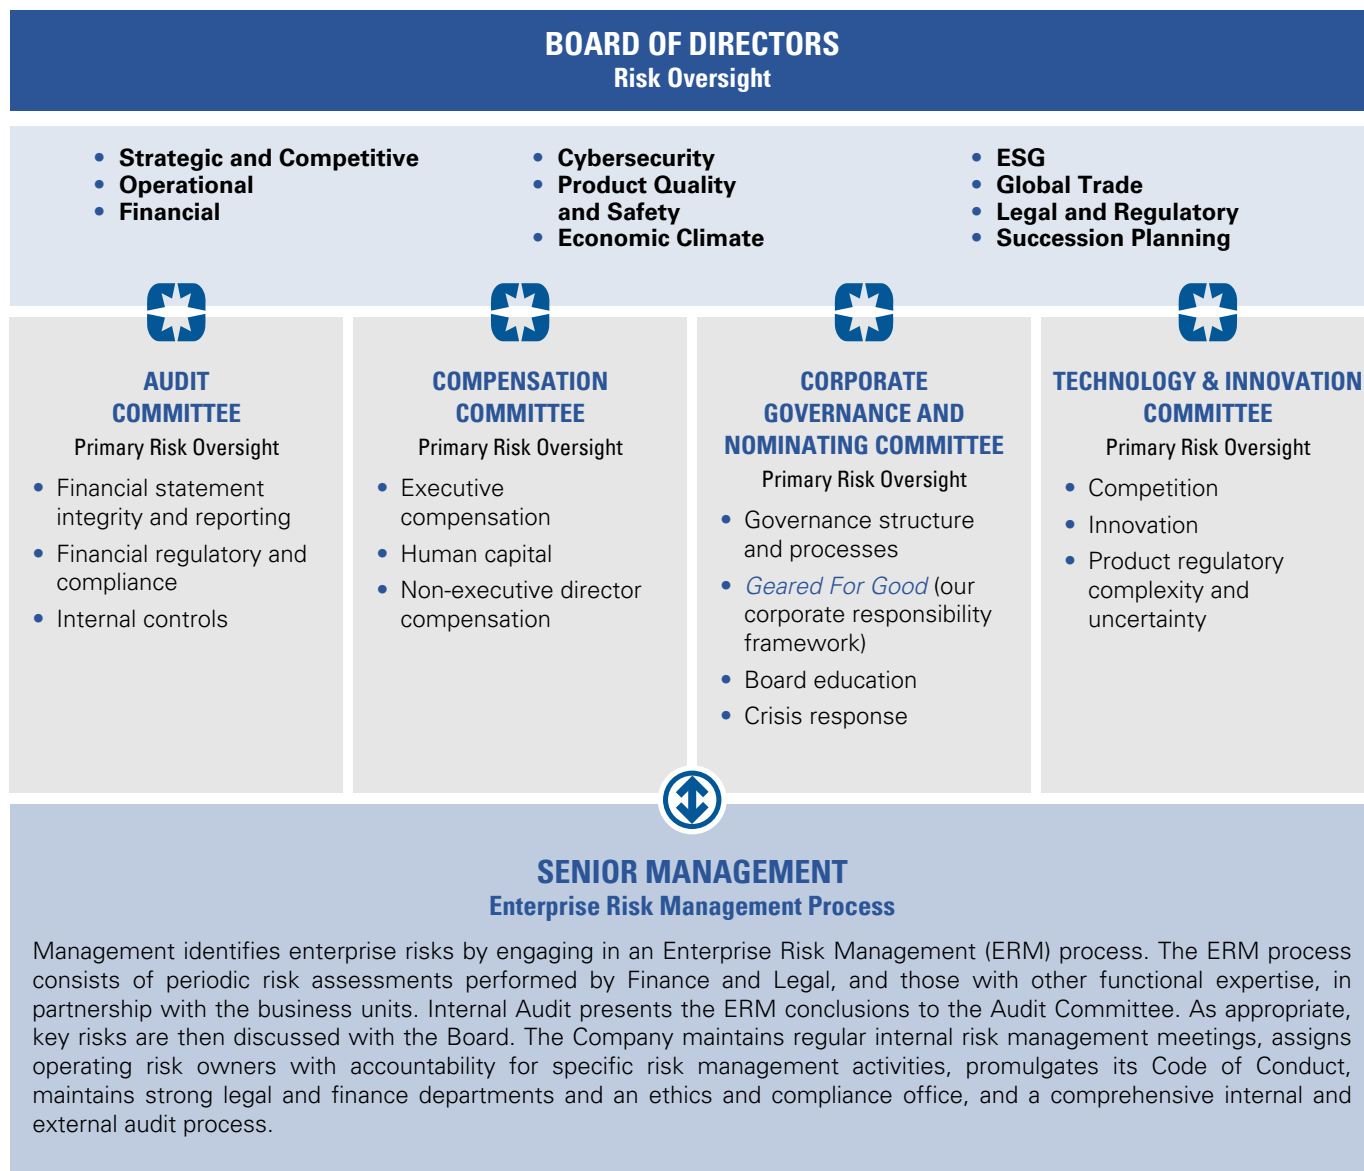 BOARD OF DIRECTORS
Risk Oversight
• Strategic and Competitive
• Operational
• Financial
• Cybersecurity
• Product Quality
and Safety
• Economic Climate
• ESG
• Global Trade
• Legal and Regulatory
• Succession Planning
AUDIT
COMMITTEE
Primary Risk Oversight
• Financial statement
integrity and reporting
• Financial regulatory and
compliance
• Internal controls
COMPENSATION
COMMITTEE
Primary Risk Oversight
• Executive
compensation
• Human capital
• Non-executive director
compensation
CORPORATE
GOVERNANCE AND
NOMINATING COMMITTEE
Primary Risk Oversight
• Governance structure
and processes
• Geared For Good (our
corporate responsibility
framework)
• Board education
• Crisis response
TECHNOLOGY & INNOVATION
COMMITTEE
Primary Risk Oversight
• Competition
• Innovation
• Product regulatory
complexity and
uncertainty
SENIOR MANAGEMENT
Enterprise Risk Management Process
Management identifies enterprise risks by engaging in an Enterprise Risk Management (ERM) process. The ERM process
consists of periodic risk assessments performed by Finance and Legal, and those with other functional expertise, in
partnership with the business units. Internal Audit presents the ERM conclusions to the Audit Committee. As appropriate,
key risks are then discussed with the Board. The Company maintains regular internal risk management meetings, assigns
operating risk owners with accountability for specific risk management activities, promulgates its Code of Conduct,
maintains strong legal and finance departments and an ethics and compliance office, and a comprehensive internal and
external audit process.